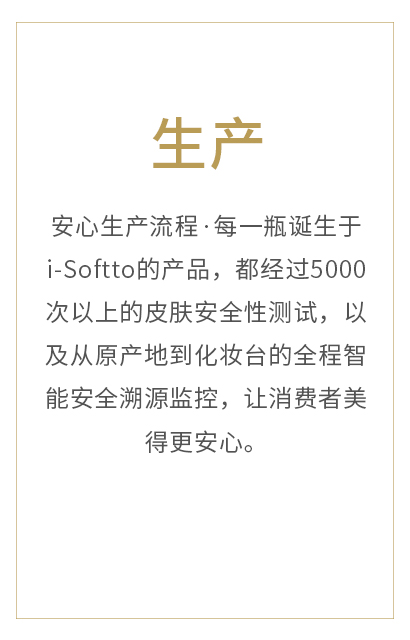 生产
安心生产流程·每一瓶诞生于
i-Softto的产品，都经过5000
次以上的皮肤安全性测试，以
及从原产地到化妆台的全程智
能安全溯源监控，让消费者美
得更安心。